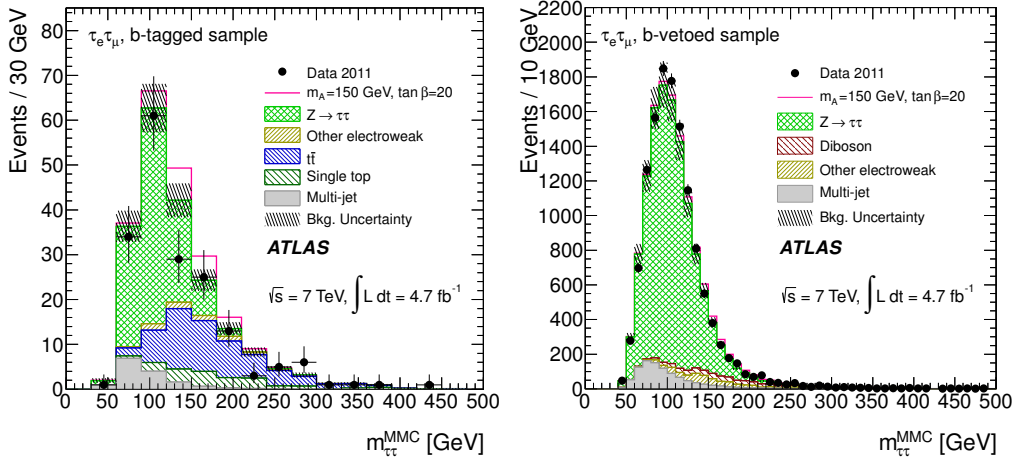 Events / 30 GeV
80
70
60
50
40
30
20
10
0
τeτμ, b-tagged sample
Data 2011
mA=150 GeV, tanβ=20
Z→ ττ
Other electroweak
tt̄
Single top
Multi-jet
Bkg. Uncertainty
ATLAS
√s = 7 TeV, ∫ L dt = 4.7 fb⁻¹
0 50 100 150 200 250 300 350 400 450 500
mττMMC [GeV]
Events / 10 GeV
2200
2000
1800
1600
1400
1200
1000
800
600
400
200
0
τeτμ, b-vetoed sample
Data 2011
mA=150 GeV, tanβ=20
Z→ ττ
Diboson
Other electroweak
Multi-jet
Bkg. Uncertainty
ATLAS
√s = 7 TeV, ∫ L dt = 4.7 fb⁻¹
0 50 100 150 200 250 300 350 400 450 500
mττMMC [GeV]